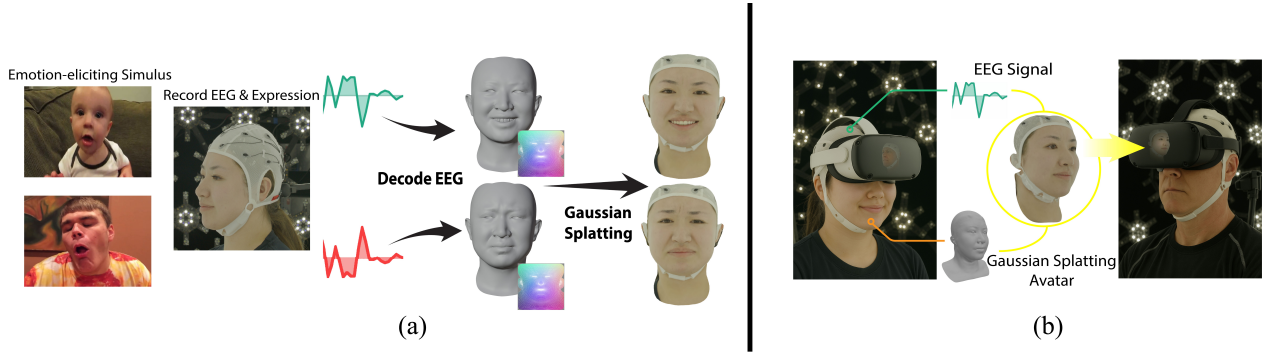 Emotion-eliciting Simulus
Record EEG & Expression
Decode EEG
Gaussian
Splatting
(a)
EEG Signal
Gaussian Splatting
Avatar
(b)